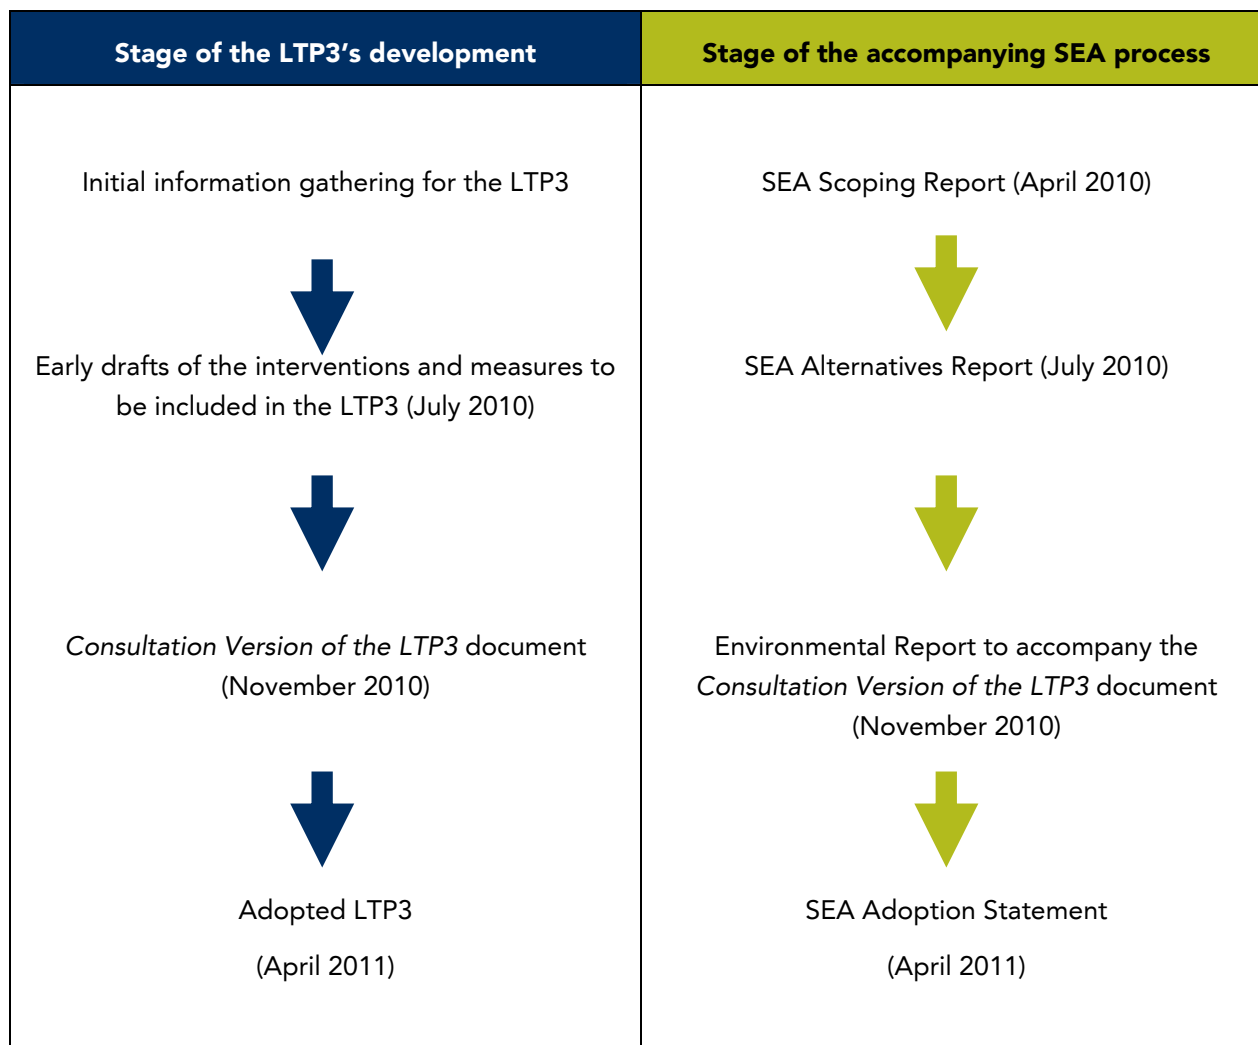 Stage of the LTP3's development
Stage of the accompanying SEA process
Initial information gathering for the LTP3
SEA Scoping Report (April 2010)
Early drafts of the interventions and measures to
be included in the LTP3 (July 2010)
SEA Alternatives Report (July 2010)
Consultation Version of the LTP3 document
(November 2010)
Environmental Report to accompany the
Consultation Version of the LTP3 document
(November 2010)
Adopted LTP3
(April 2011)
SEA Adoption Statement
(April 2011)